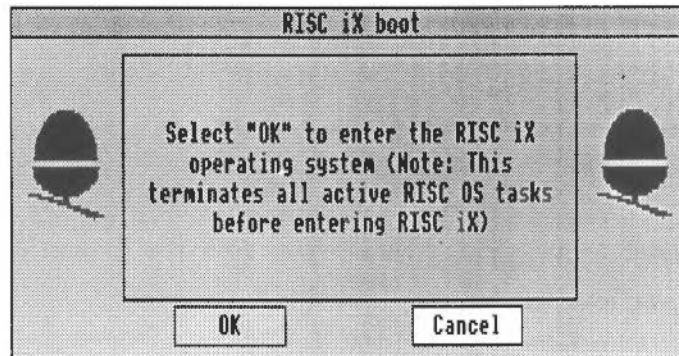 RISC iX boot
Select "OK" to enter the RISC iX
operating system (Note: This
terminates all active RISC OS tasks
before entering RISC iX)
OK
Cancel